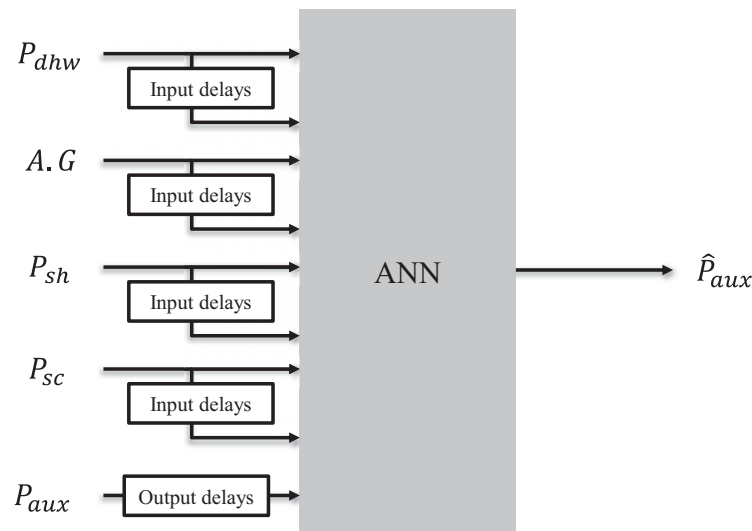 P_dhw
Input delays
A.G
Input delays
P_sh
Input delays
ANN
P̂_aux
P_sc
Input delays
P_aux
Output delays